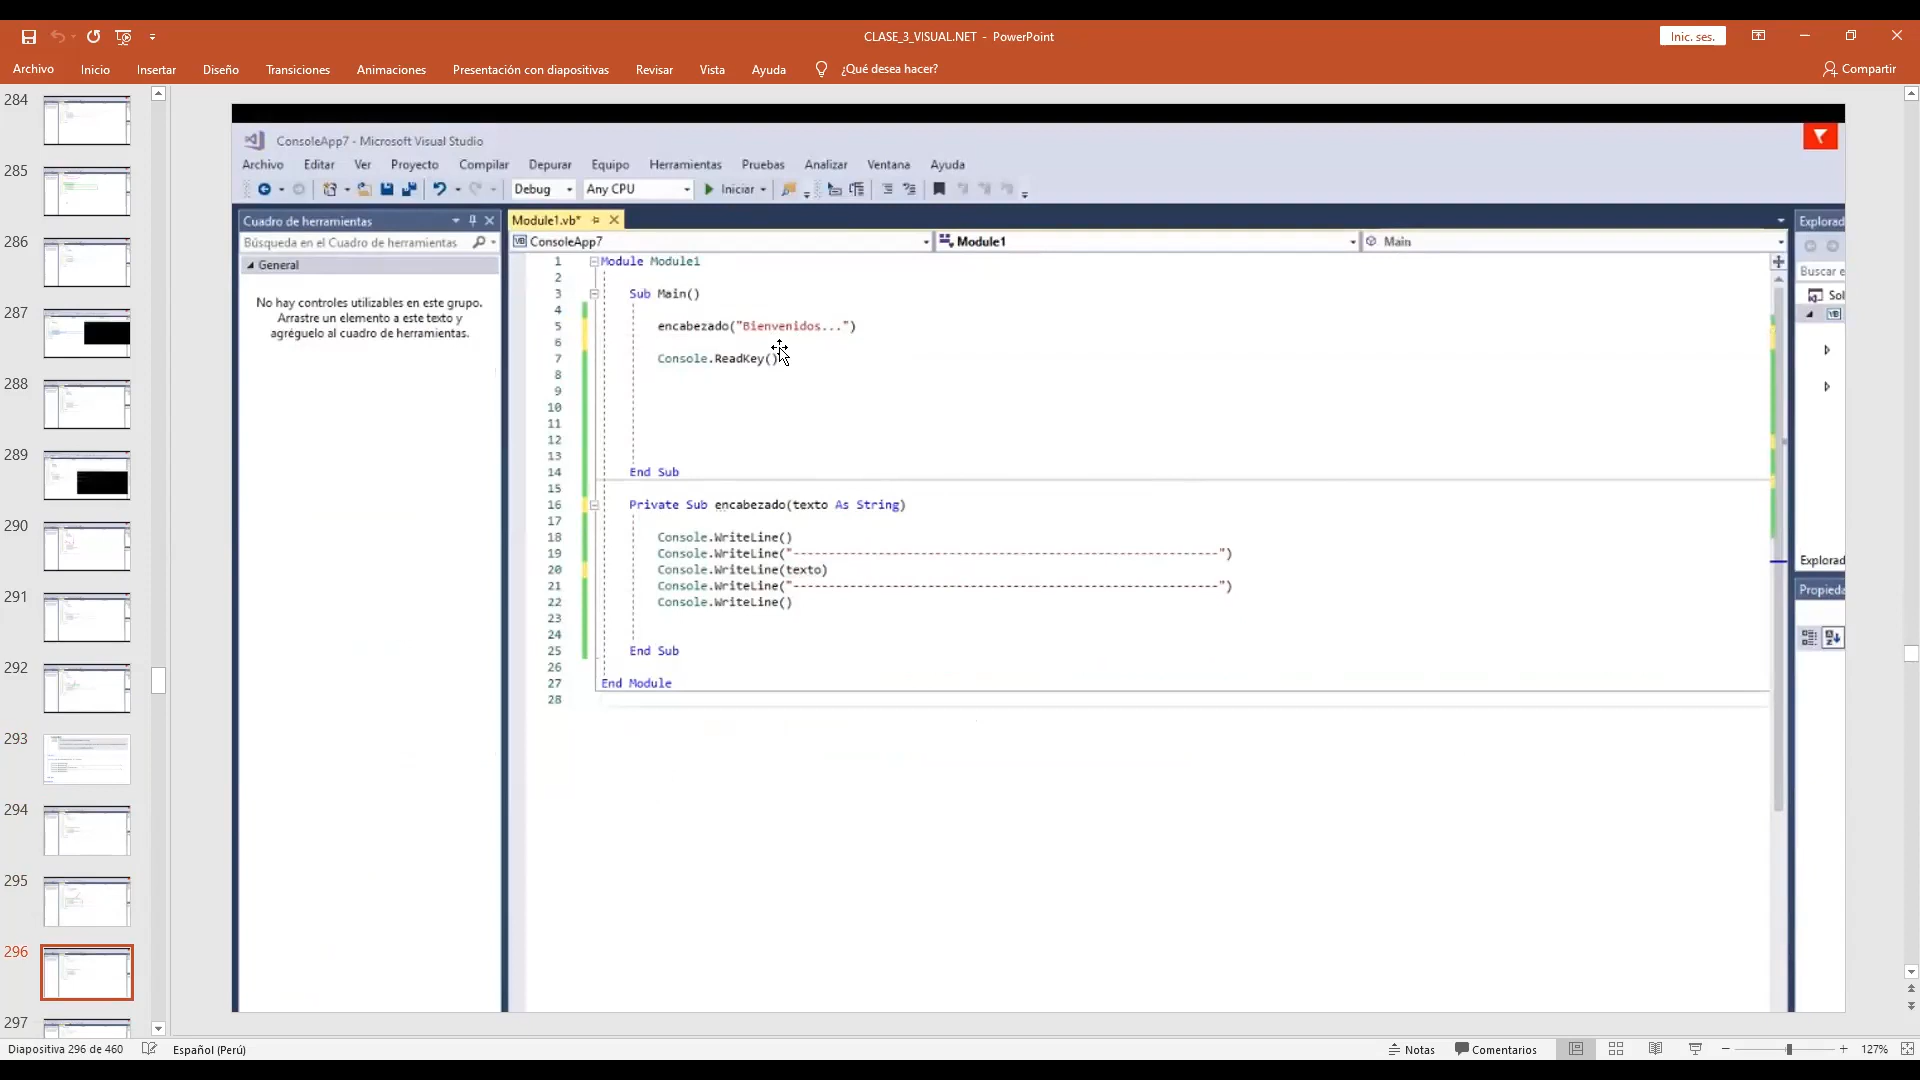 CLASE_3_VISUAL.NET - PowerPoint
Inic. ses.
Archivo Inicio Insertar Diseño Transiciones Animaciones Presentación con diapositivas Revisar Vista Ayuda ¿Qué desea hacer? Compartir
284
285
286
287
288
289
290
291
292
293
294
295
296
297
ConsoleApp7 - Microsoft Visual Studio
Archivo Editar Ver Proyecto Compilar Depurar Equipo Herramientas Pruebas Analizar Ventana Ayuda
Debug Any CPU Iniciar
Cuadro de herramientas
Búsqueda en el Cuadro de herramientas
General
No hay controles utilizables en este grupo.
Arrastre un elemento a este texto y
agréguelo al cuadro de herramientas.
Module1.vb*
ConsoleApp7 Module1 Main
1 Module Module1
2
3 Sub Main()
4
5 encabezado("Bienvenidos...")
6
7 Console.ReadKey()
8
9
10
11
12
13
14 End Sub
15
16 Private Sub encabezado(texto As String)
17
18 Console.WriteLine()
19 Console.WriteLine("------------------------------------------------------------")
20 Console.WriteLine(texto)
21 Console.WriteLine("------------------------------------------------------------")
22 Console.WriteLine()
23
24
25 End Sub
26
27 End Module
28
Explorad
Buscar e
Sol
VB
Explorad
Propieda
Diapositiva 296 de 460 Español (Perú) Notas Comentarios 127%